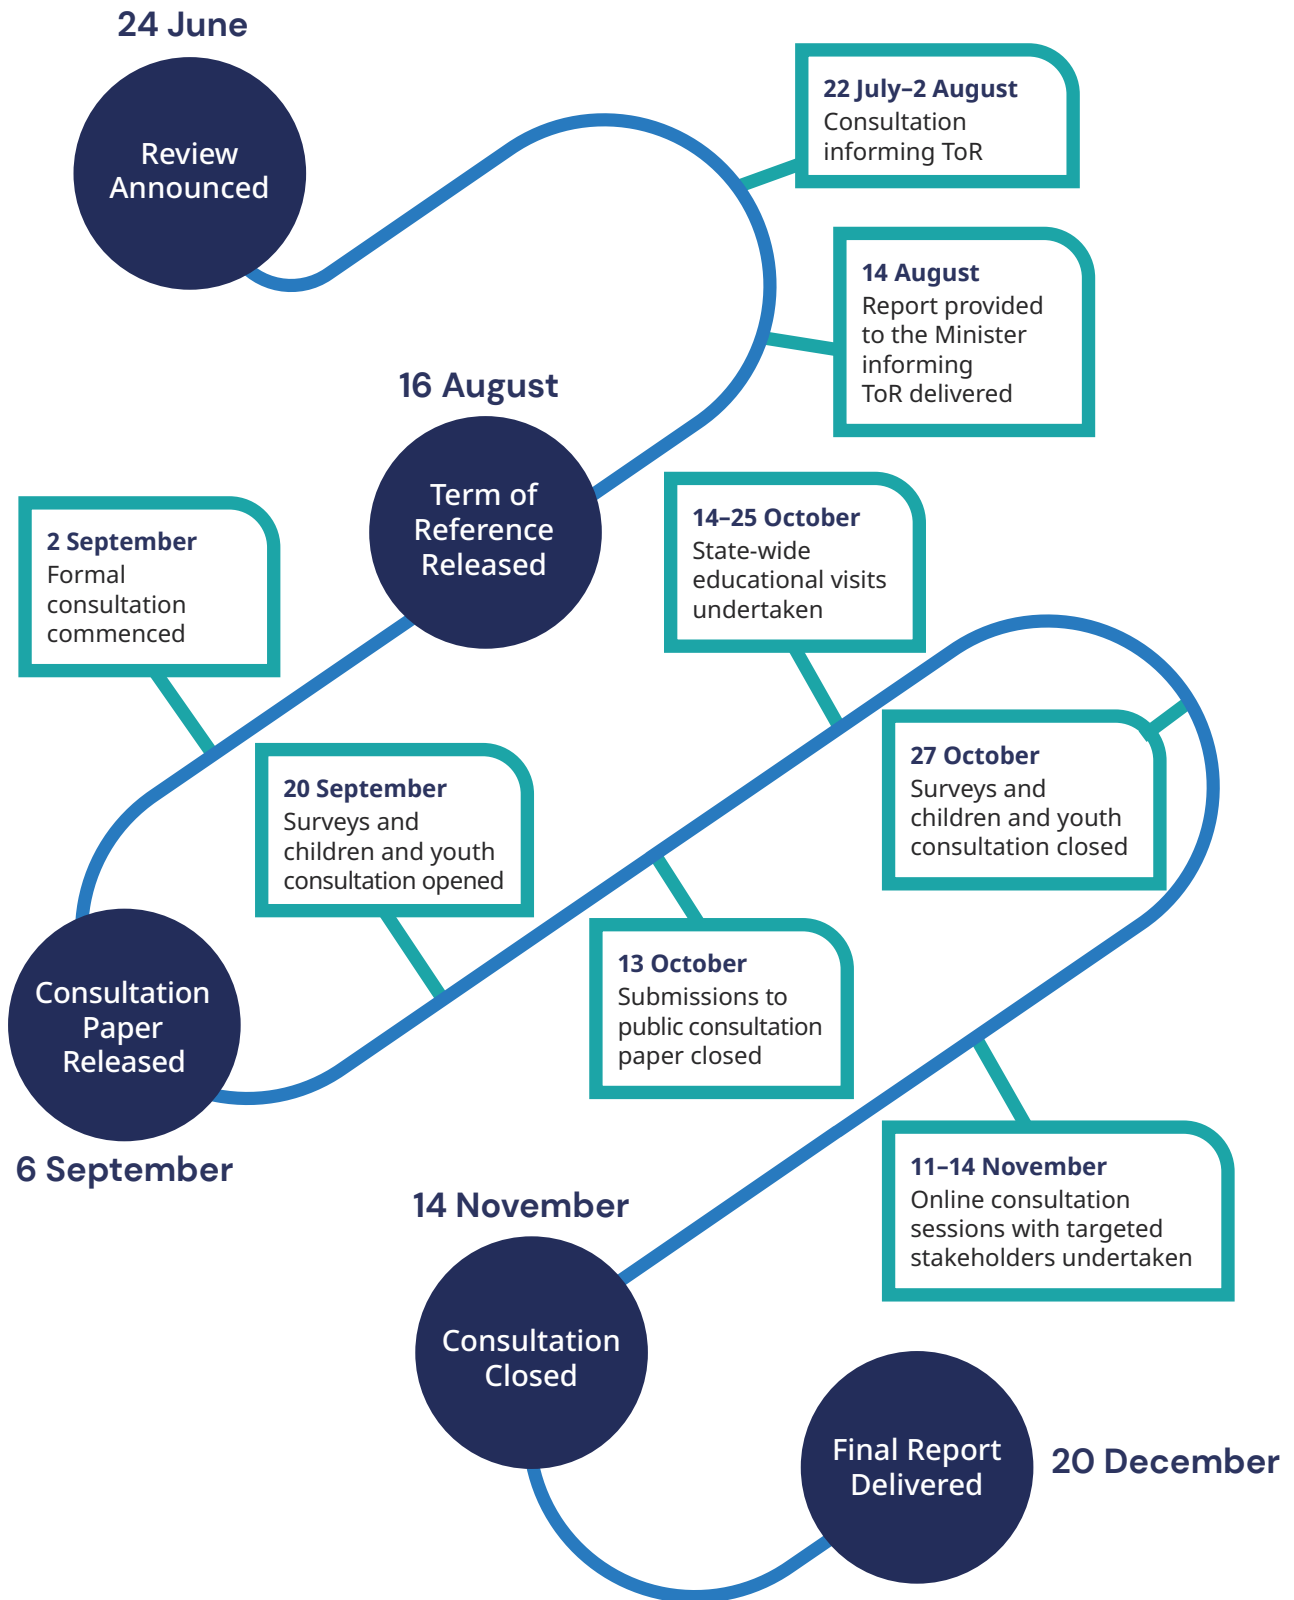 24 June
Review
Announced
22 July–2 August
Consultation
informing ToR
14 August
Report provided
to the Minister
informing
ToR delivered
16 August
Term of
Reference
Released
2 September
Formal
consultation
commenced
6 September
Consultation
Paper
Released
20 September
Surveys and
children and youth
consultation opened
13 October
Submissions to
public consultation
paper closed
14–25 October
State-wide
educational visits
undertaken
27 October
Surveys and
children and youth
consultation closed
11–14 November
Online consultation
sessions with targeted
stakeholders undertaken
14 November
Consultation
Closed
Final Report
Delivered
20 December